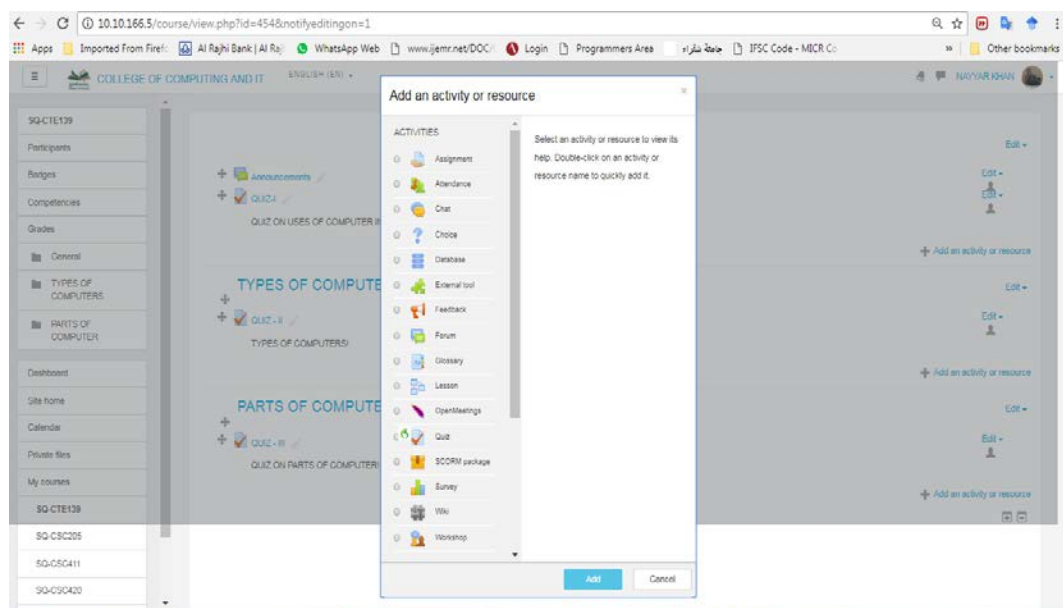 10.10.166.5/course/view.php?id=454&notifyeditingon=1
Apps Imported From Firef Al Rajhi Bank | Al Raj WhatsApp Web www.ijemr.net/DOC/ Login Programmers Area جامعة شقراء IFSC Code - MICR Co » Other bookmarks
COLLEGE OF COMPUTING AND IT ENGLISH (EN) NAYYAR KHAN
SQ-CTE139
Participants
Badges
Competencies
Grades
General
TYPES OF
COMPUTERS
PARTS OF
COMPUTER
Dashboard
Site home
Calendar
Private files
My courses
SQ-CTE139
SQ-CSC205
SQ-CSC411
SQ-CSC420
Edit
Announcements Edit
QUIZ-I Edit
QUIZ ON USES OF COMPUTER
Add an activity or resource
TYPES OF COMPUTE Edit
QUIZ - II Edit
TYPES OF COMPUTERS!
Add an activity or resource
PARTS OF COMPUTE Edit
QUIZ - III Edit
QUIZ ON PARTS OF COMPUTER!
Add an activity or resource
Add an activity or resource ×
ACTIVITIES
Assignment
Attendance
Chat
Choice
Database
External tool
Feedback
Forum
Glossary
Lesson
OpenMeetings
Quiz
SCORM package
Survey
Wiki
Workshop
Select an activity or resource to view its
help. Double-click on an activity or
resource name to quickly add it.
Add Cancel